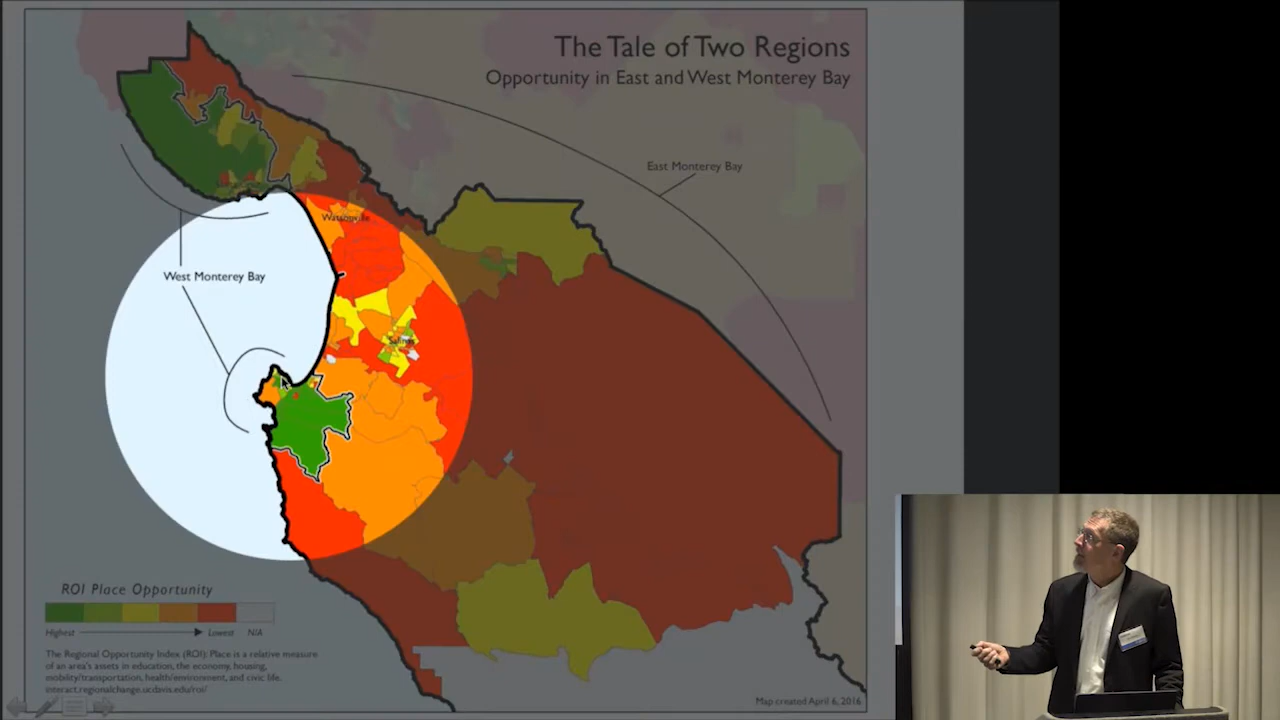 The Tale of Two Regions
Opportunity in East and West Monterey Bay
East Monterey Bay
Watsonville
West Monterey Bay
Salinas
ROI Place Opportunity
Highest
Lowest
N/A
The Regional Opportunity Index (ROI): Place is a relative measure
of an area's assets in education, the economy, housing,
mobility/transportation, health/environment, and civic life.
interact.regionalchange.ucdavis.edu/roi/
Map created April 6, 2016